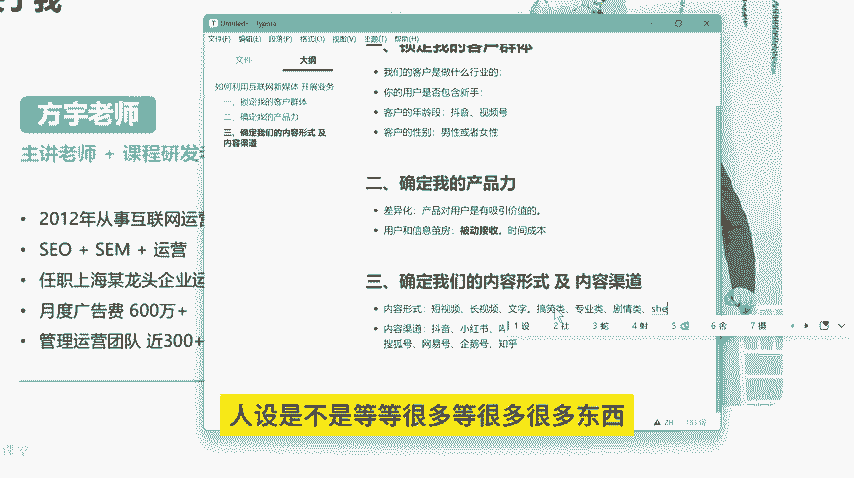 Untitled - Typora
文件(F) 编辑(E) 段落(P) 格式(O) 视图(V) 主题(T) 帮助(H)
文件 大纲
如何利用互联网新媒体 开展业务
一、锁定我的客户群体
二、确定我的产品力
三、确定我们的内容形式 及
内容渠道
一、锁定我的客户群体
我们的客户是做什么行业的:
你的用户是否包含新手:
客户的年龄段:抖音、视频号
客户的性别:男性或者女性
二、确定我的产品力
差异化:产品对用户是有吸引价值的。
用户和信息茧房:被动接收。时间成本
三、确定我们的内容形式 及 内容渠道
内容形式:短视频、长视频、文字。搞笑类、专业类、剧情类、she
1 设 2 社 3 蛇 4 射 5 6 舍 7 摄
内容渠道:抖音、小红书、
搜狐号、网易号、企鹅号、知乎
ZH
方宇老师
主讲老师 + 课程研发
• 2012年从事互联网运营
• SEO + SEM + 运营
• 任职上海某龙头企业运
• 月度广告费 600万+
• 管理运营团队 近300+
人设是不是等等很多等很多很多东西